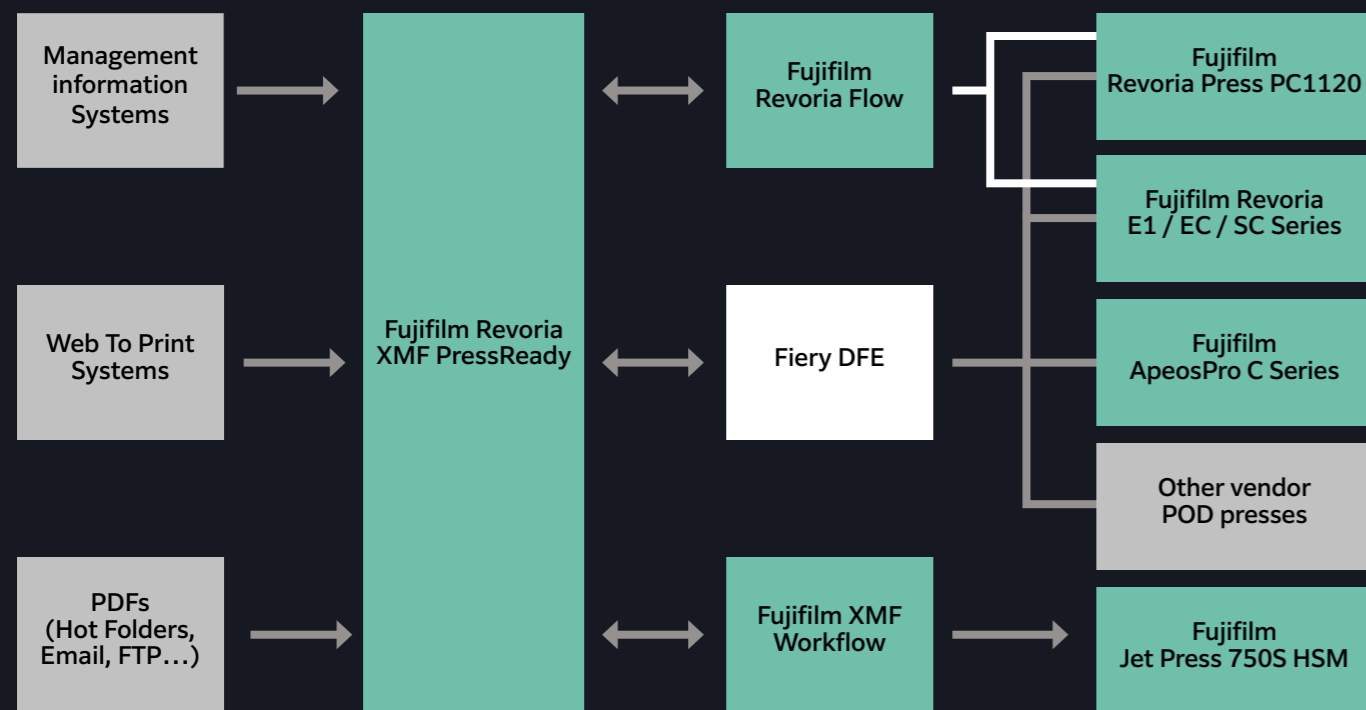 Management
information
Systems
Web To Print
Systems
PDFs
(Hot Folders,
Email, FTP...)
Fujifilm Revoria
XMF PressReady
Fujifilm
Revoria Flow
Fiery DFE
Fujifilm XMF
Workflow
Fujifilm
Revoria Press PC1120
Fujifilm Revoria
E1 / EC / SC Series
Fujifilm
ApeosPro C Series
Other vendor
POD presses
Fujifilm
Jet Press 750S HSM